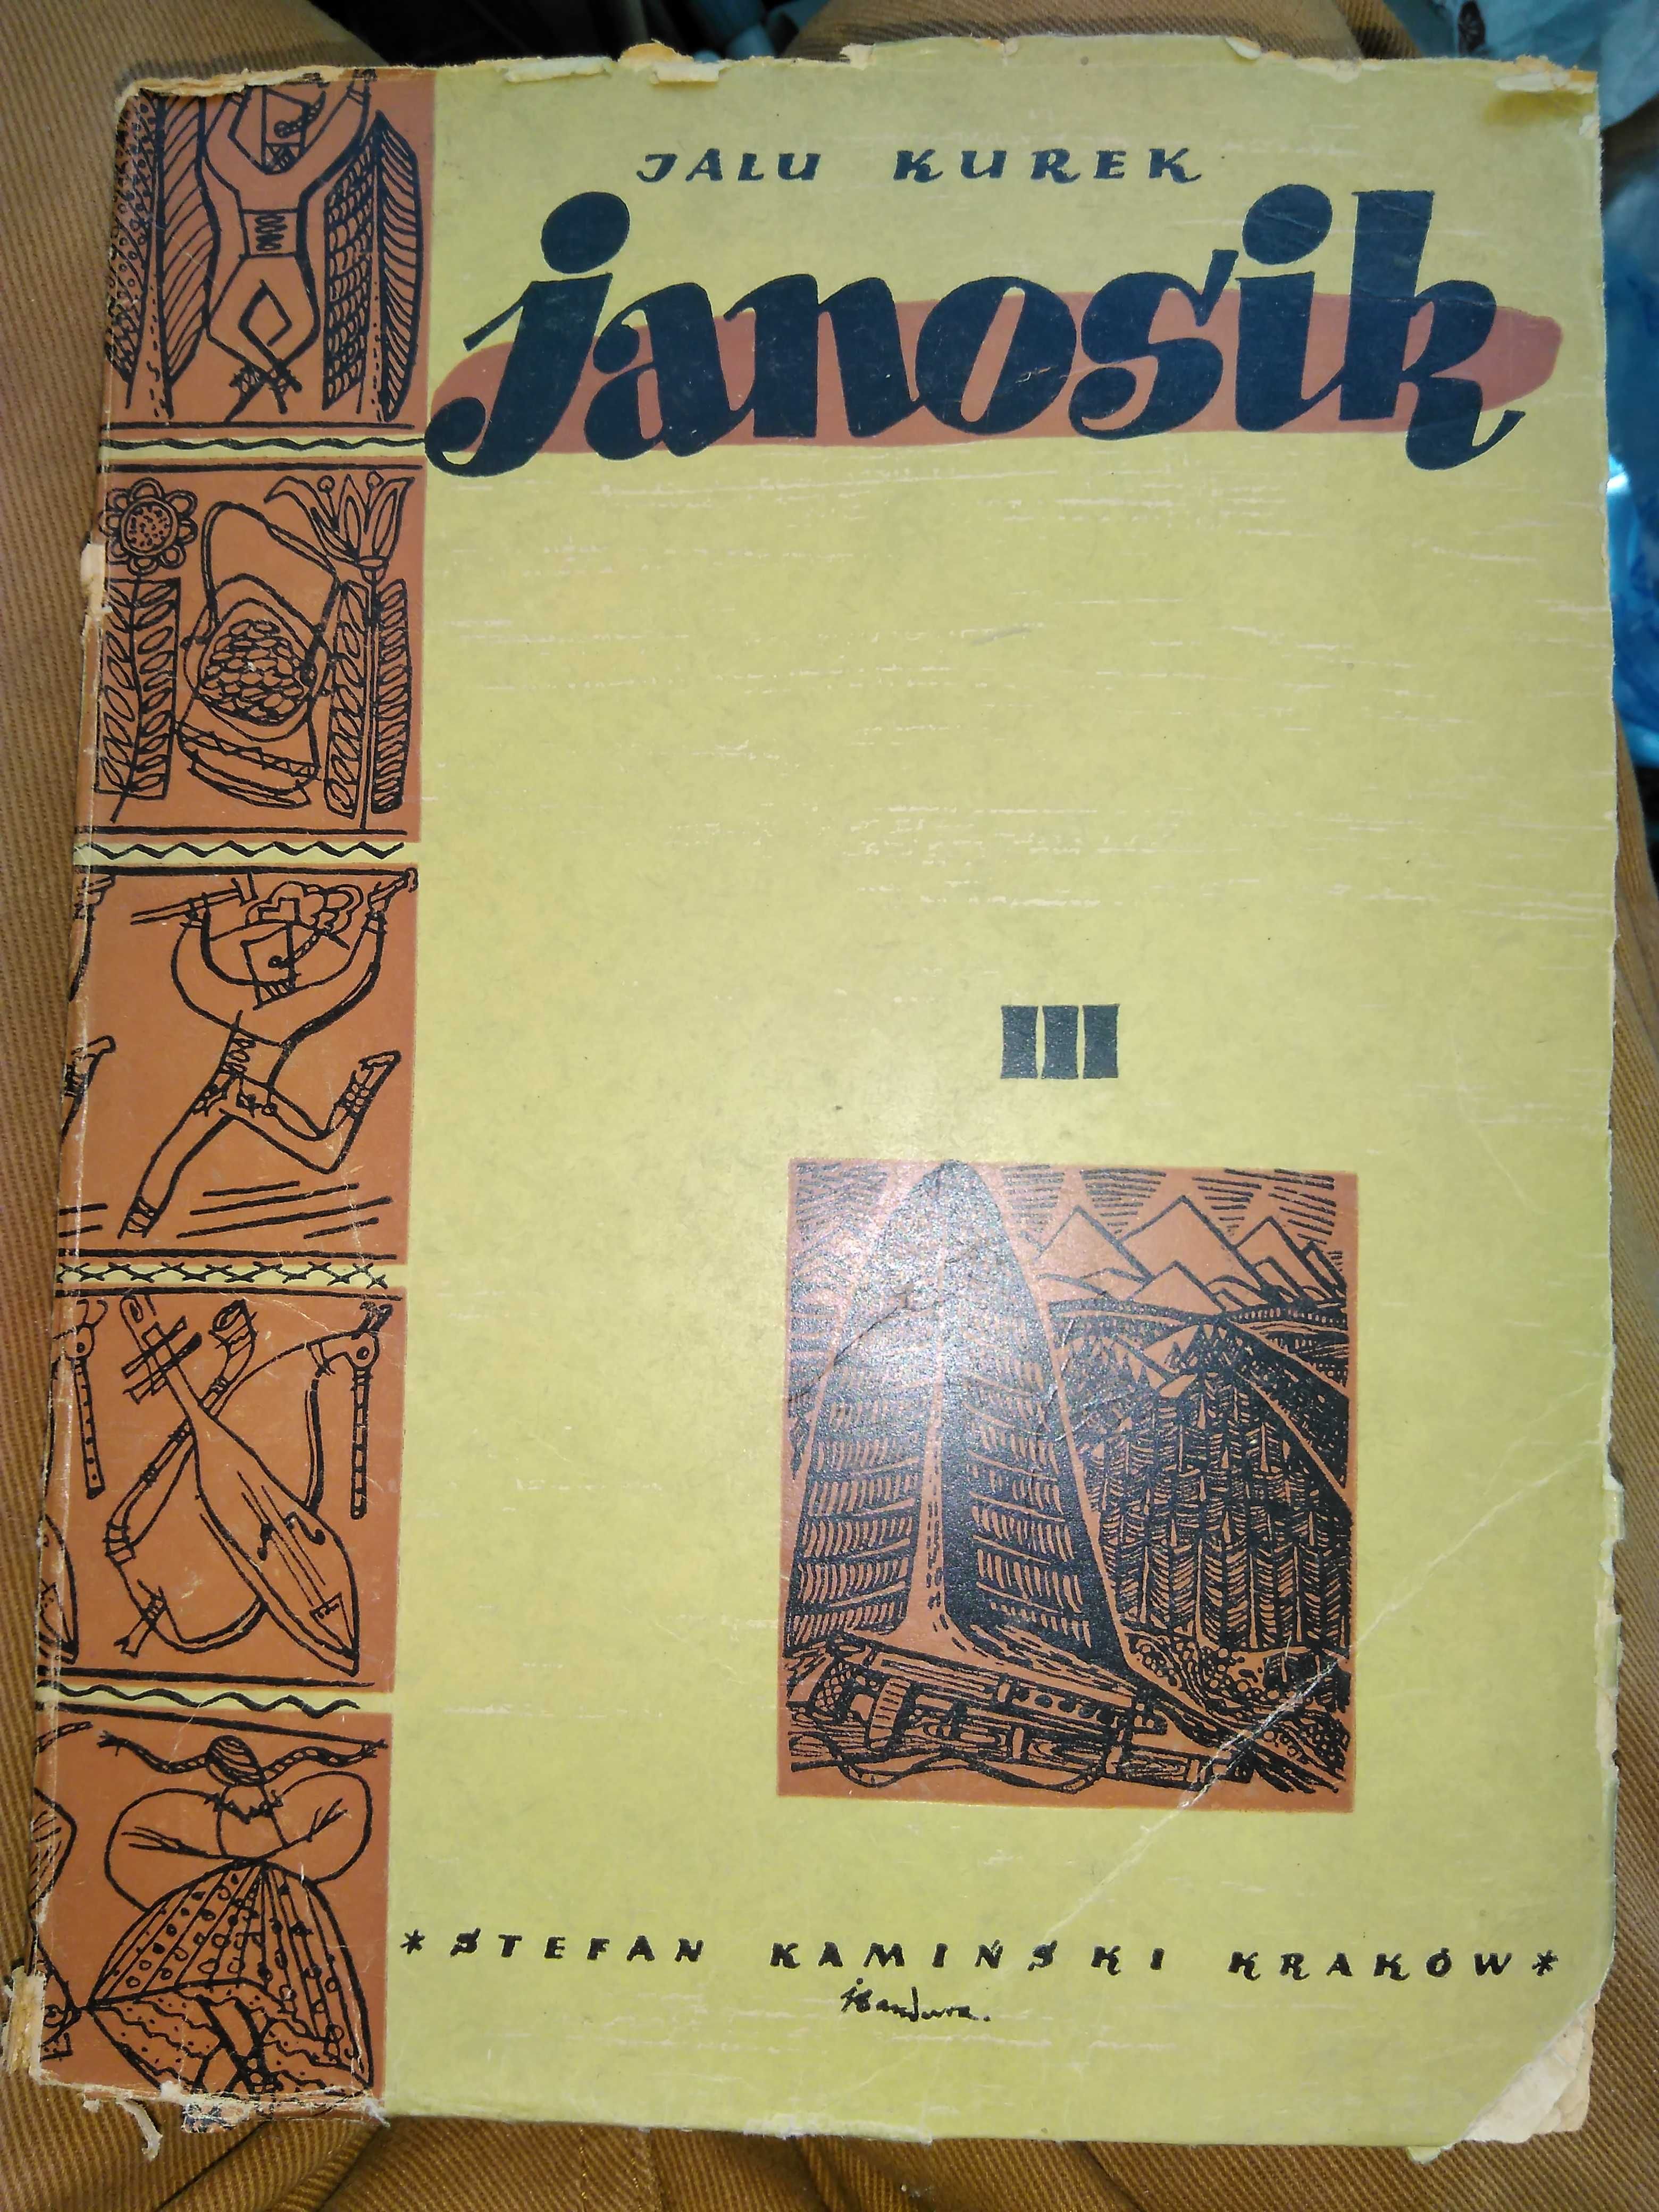 JALU KUREK
janosik
III
* STEFAN KAMIŃSKI KRAKÓW *